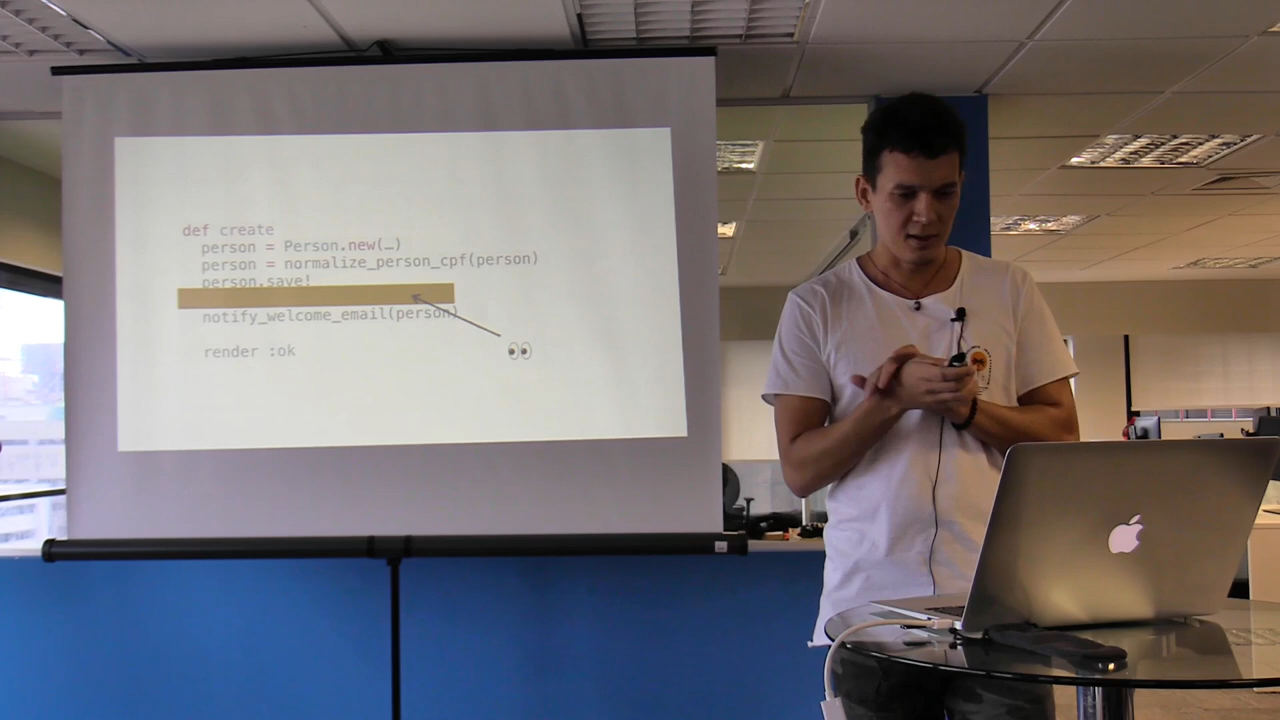 def create
person = Person.new(…)
person = normalize_person_cpf(person)
person.save!
notify_welcome_email(person)
render :ok